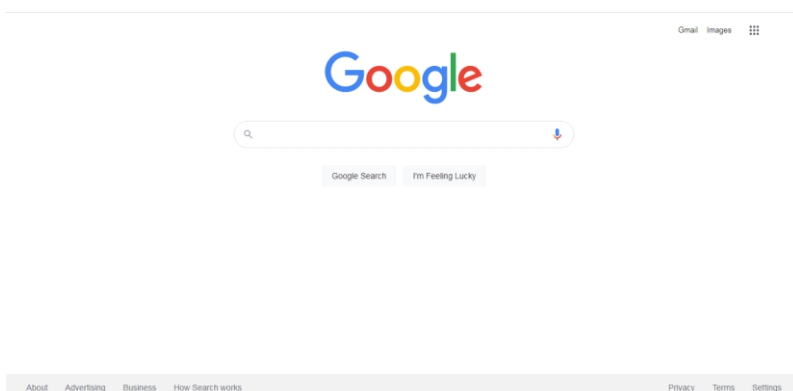 Gmail Images
Google
Google Search I'm Feeling Lucky
About Advertising Business How Search works Privacy Terms Settings